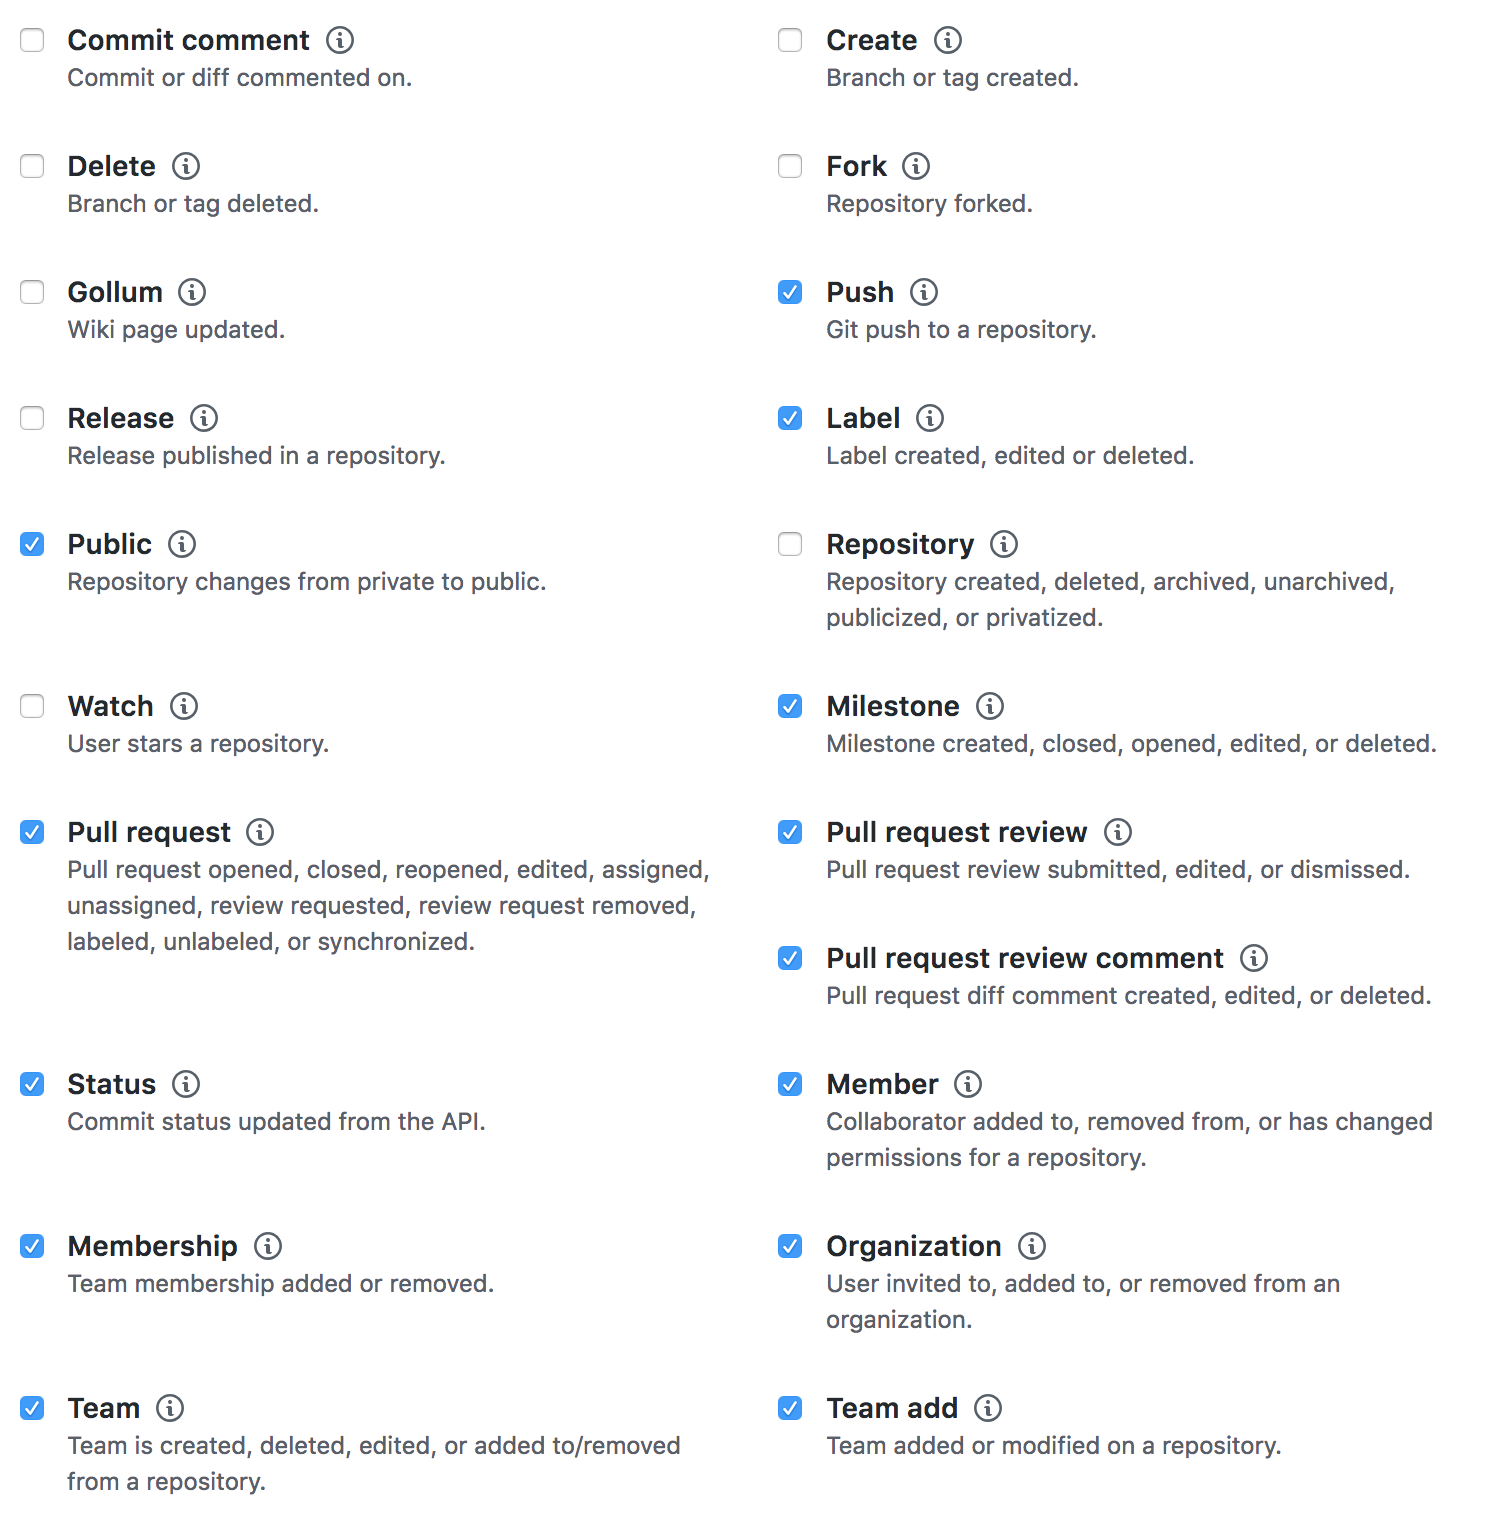 Commit comment
Commit or diff commented on.
Create
Branch or tag created.
Delete
Branch or tag deleted.
Fork
Repository forked.
Gollum
Wiki page updated.
Push
Git push to a repository.
Release
Release published in a repository.
Label
Label created, edited or deleted.
Public
Repository changes from private to public.
Repository
Repository created, deleted, archived, unarchived,
publicized, or privatized.
Watch
User stars a repository.
Milestone
Milestone created, closed, opened, edited, or deleted.
Pull request
Pull request opened, closed, reopened, edited, assigned,
unassigned, review requested, review request removed,
labeled, unlabeled, or synchronized.
Pull request review
Pull request review submitted, edited, or dismissed.
Pull request review comment
Pull request diff comment created, edited, or deleted.
Status
Commit status updated from the API.
Member
Collaborator added to, removed from, or has changed
permissions for a repository.
Membership
Team membership added or removed.
Organization
User invited to, added to, or removed from an
organization.
Team
Team is created, deleted, edited, or added to/removed
from a repository.
Team add
Team added or modified on a repository.